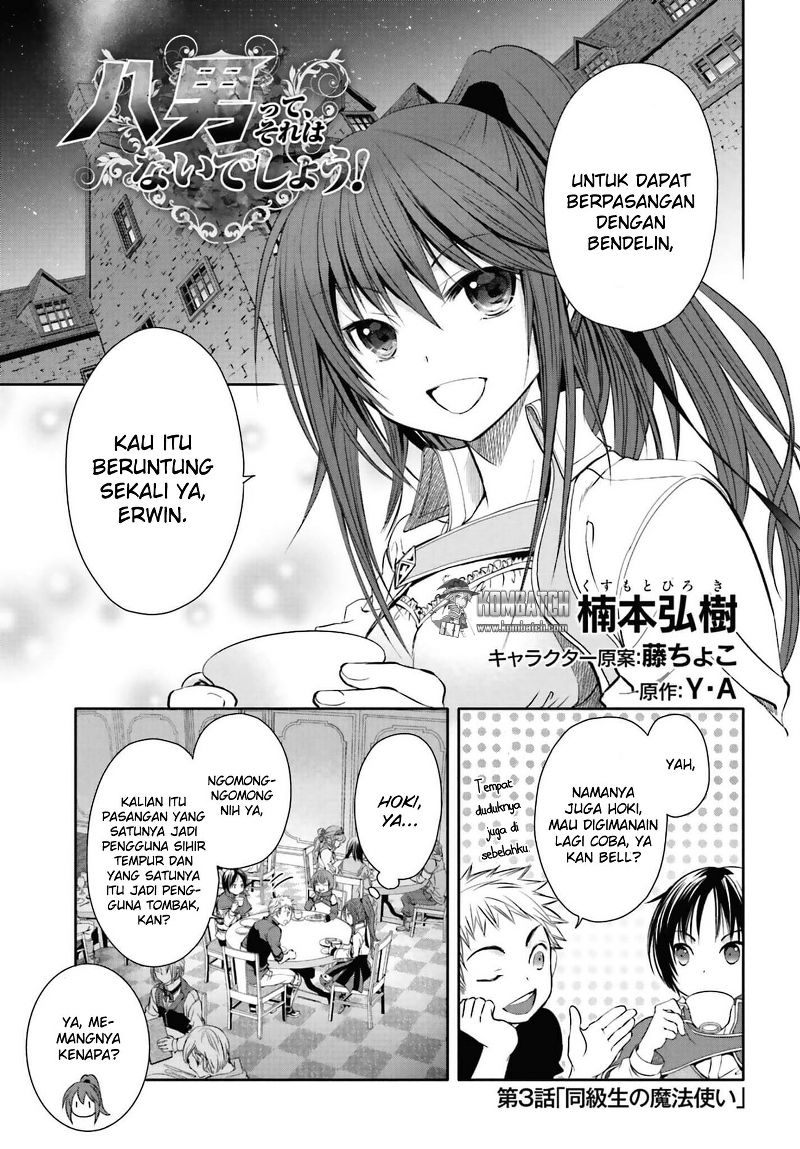 八男って、
それは
ないでしょう!
UNTUK DAPAT
BERPASANGAN
DENGAN
BENDELIN,
KAU ITU
BERUNTUNG
SEKALI YA,
ERWIN.
KOMBATCH
www.kombatch.com
くすもとひろき
楠本弘樹
キャラクター原案:藤ちょこ
原作:Y・A
YAH,
NAMANYA
JUGA HOKI,
MAU DIGIMANAIN
LAGI COBA, YA
KAN BELL?
Tempat
duduknya
juga di
sebelahku.
HOKI,
YA...
NGOMONG-
NGOMONG
NIH YA,
KALIAN ITU
PASANGAN YANG
SATUNYA JADI
PENGGUNA SIHIR
TEMPUR DAN
YANG SATUNYA
ITU JADI PENG-
GUNA TOMBAK,
KAN?
YA, ME-
MANGNYA
KENAPA?
第3話「同級生の魔法使い」